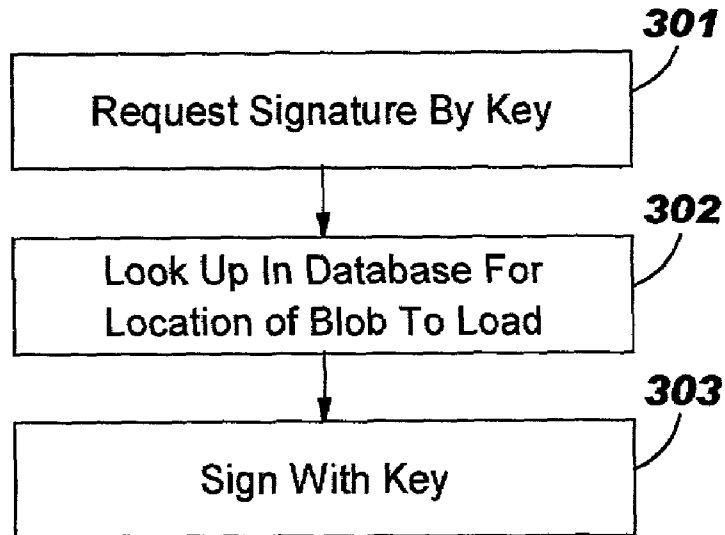 301
Request Signature By Key
302
Look Up In Database For
Location of Blob To Load
303
Sign With Key